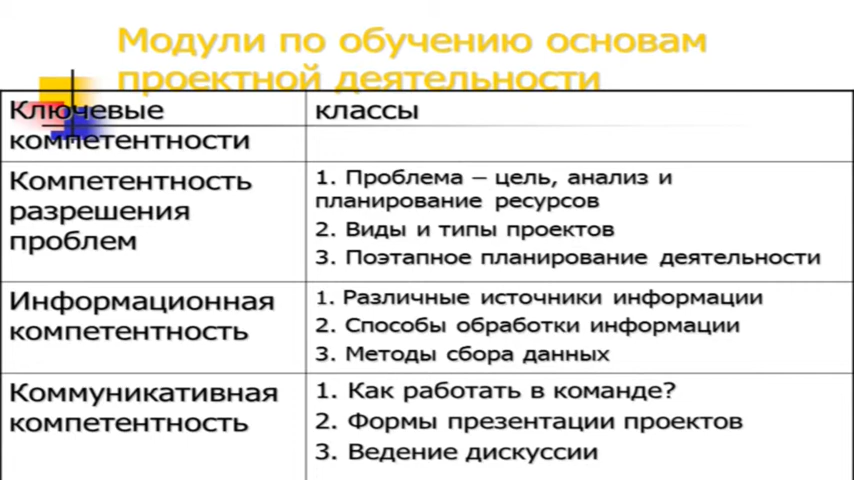 Модули по обучению основам
проектной деятельности
Ключевые
компетентности
классы
Компетентность
разрешения
проблем
1. Проблема – цель, анализ и
планирование ресурсов
2. Виды и типы проектов
3. Поэтапное планирование деятельности
Информационная
компетентность
1. Различные источники информации
2. Способы обработки информации
3. Методы сбора данных
Коммуникативная
компетентность
1. Как работать в команде?
2. Формы презентации проектов
3. Ведение дискуссии